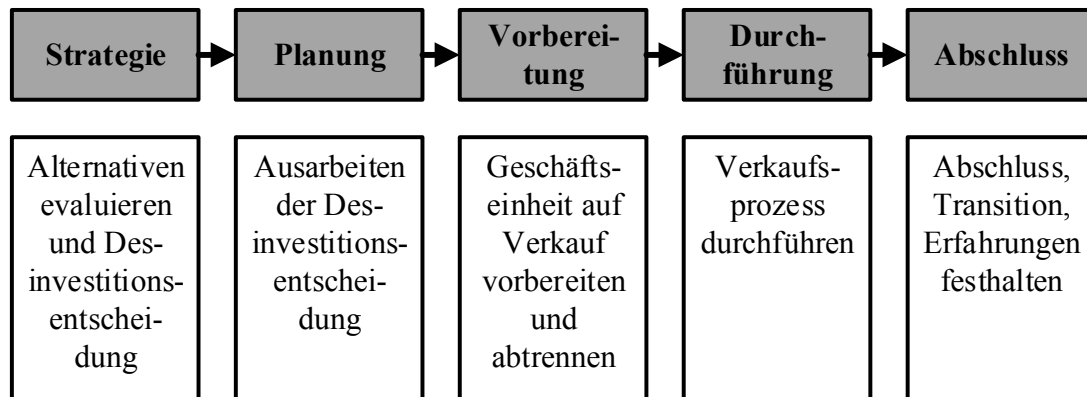 Strategie
Planung
Vorberei-
tung
Durch-
führung
Abschluss
Alternativen
evaluieren
und Des-
investitions-
entschei-
dung
Ausarbeiten
der Des-
investitions-
entschei-
dung
Geschäfts-
einheit auf
Verkauf
vorbereiten
und
abtrennen
Verkaufs-
prozess
durchführen
Abschluss,
Transition,
Erfahrungen
festhalten